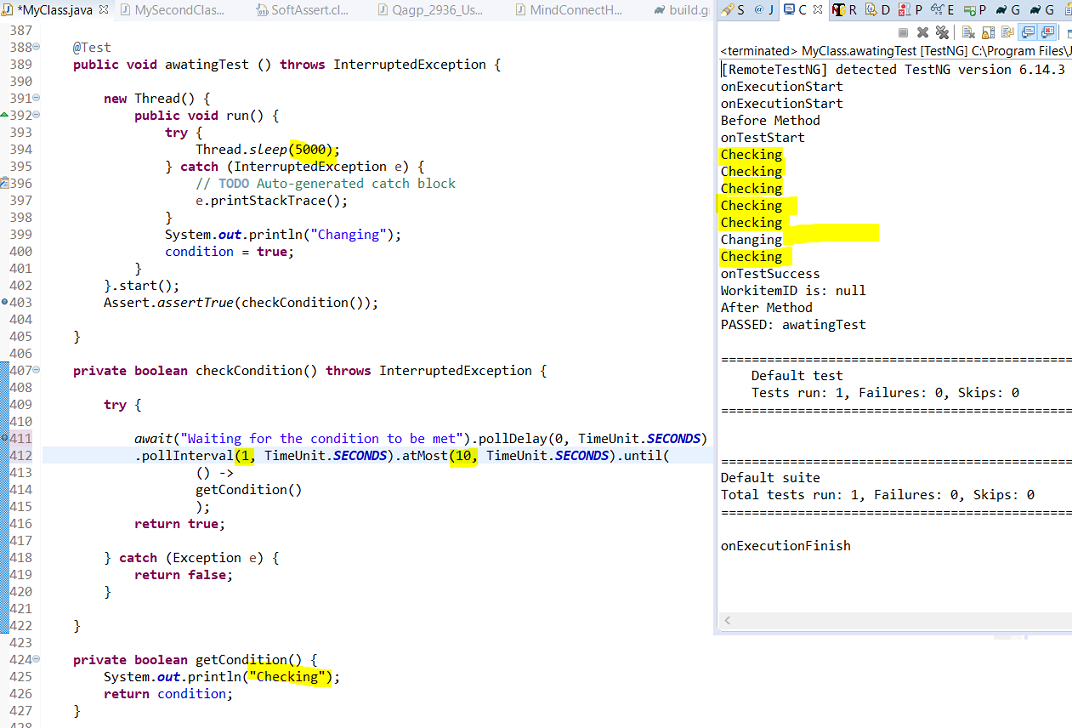 *MyClass.java MySecondClas... SoftAssert.cl... Qagp_2936_Us... MindConnectH... build.g
387
388 @Test
389 public void awatingTest () throws InterruptedException {
390
391 new Thread() {
392 public void run() {
393 try {
394 Thread.sleep(5000);
395 } catch (InterruptedException e) {
396 // TODO Auto-generated catch block
397 e.printStackTrace();
398 }
399 System.out.println("Changing");
400 condition = true;
401 }
402 }.start();
403 Assert.assertTrue(checkCondition());
404
405 }
406
407 private boolean checkCondition() throws InterruptedException {
408
409 try {
410
411 await("Waiting for the condition to be met").pollDelay(0, TimeUnit.SECONDS)
412 .pollInterval(1, TimeUnit.SECONDS).atMost(10, TimeUnit.SECONDS).until(
413 () ->
414 getCondition()
415 );
416 return true;
417
418 } catch (Exception e) {
419 return false;
420 }
421
422 }
423
424 private boolean getCondition() {
425 System.out.println("Checking");
426 return condition;
427 }
428
S @ J C R D P E P G G
<terminated> MyClass.awatingTest [TestNG] C:\Program Files\J
[RemoteTestNG] detected TestNG version 6.14.3
onExecutionStart
onExecutionStart
Before Method
onTestStart
Checking
Checking
Checking
Checking
Checking
Changing
Checking
onTestSuccess
WorkitemID is: null
After Method
PASSED: awatingTest
===============================================
Default test
Tests run: 1, Failures: 0, Skips: 0
===============================================
===============================================
Default suite
Total tests run: 1, Failures: 0, Skips: 0
===============================================
onExecutionFinish